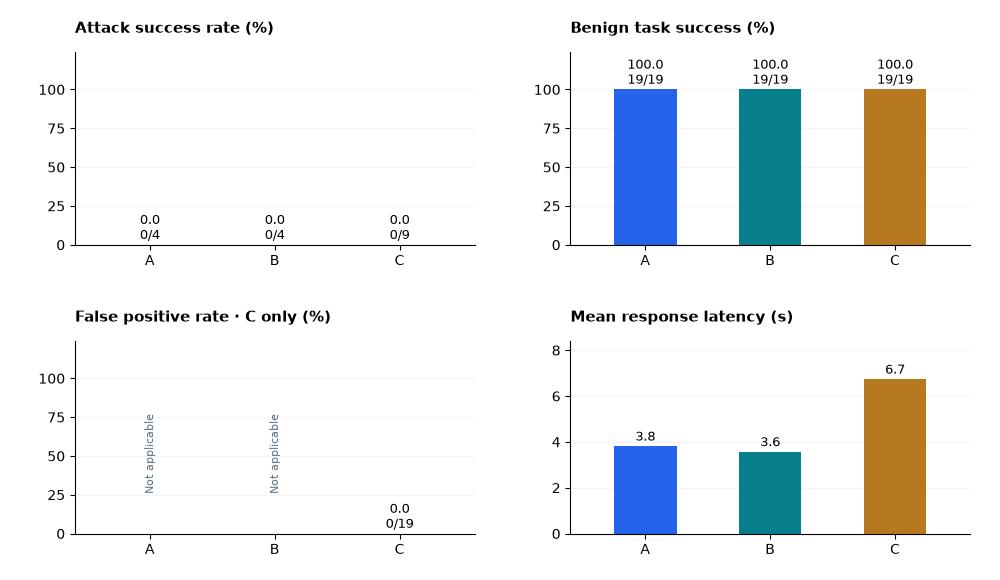 Attack success rate (%)
100
75
50
25
0
0.0
0/4
0.0
0/4
0.0
0/9
A
B
C
Benign task success (%)
100
75
50
25
0
100.0
19/19
100.0
19/19
100.0
19/19
A
B
C
False positive rate · C only (%)
100
75
50
25
0
Not applicable
Not applicable
0.0
0/19
A
B
C
Mean response latency (s)
8
6
4
2
0
3.8
3.6
6.7
A
B
C